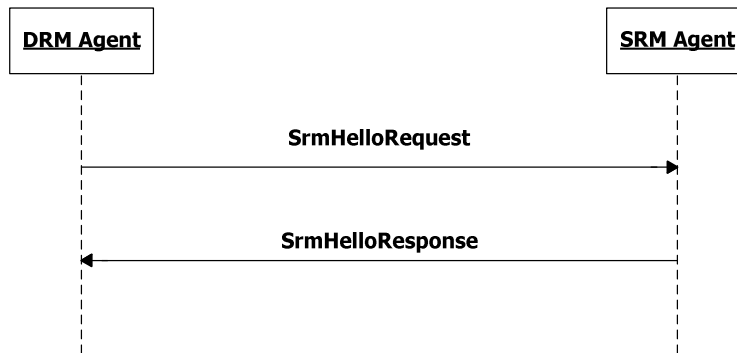 DRM Agent
SRM Agent
SrmHelloRequest
SrmHelloResponse